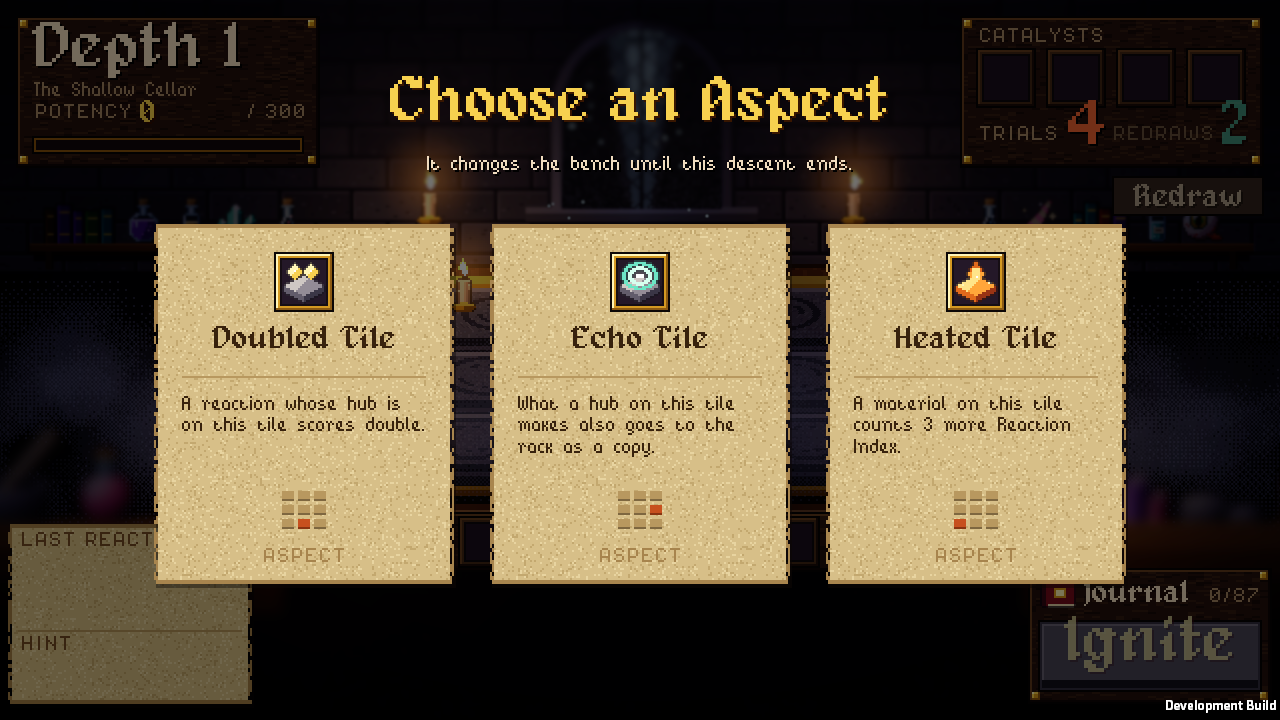 Depth 1
The Shallow Cellar
POTENCY 0 / 300
CATALYSTS
TRIALS 4 REDRAWS 2
Redraw
Choose an Aspect
It changes the bench until this descent ends.
Doubled Tile
A reaction whose hub is
on this tile scores double.
ASPECT
Echo Tile
What a hub on this tile
makes also goes to the
rack as a copy.
ASPECT
Heated Tile
A material on this tile
counts 3 more Reaction
Index.
ASPECT
LAST REACT
HINT
Journal 0/87
Ignite
Development Build